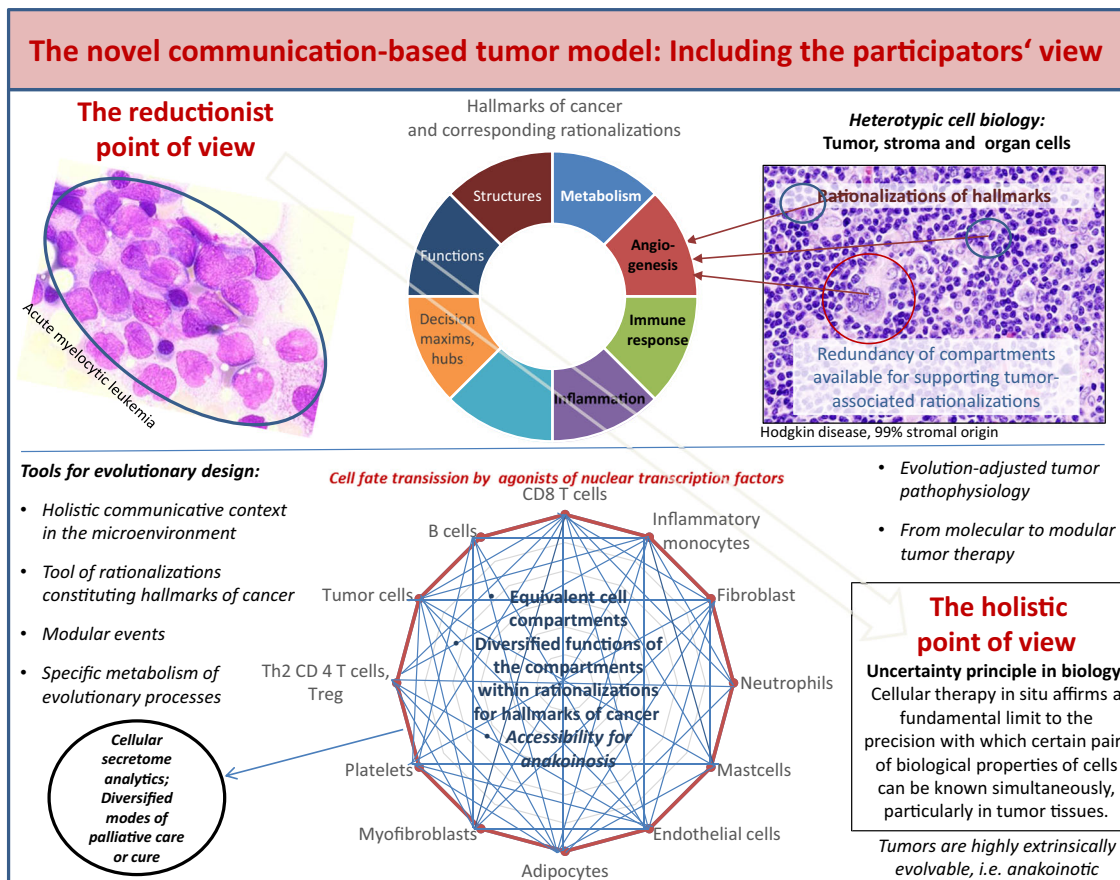 The novel communication-based tumor model: Including the participators‘ view
The reductionist
point of view
Acute myelocytic leukemia
Hallmarks of cancer
and corresponding rationalizations
Structures
Metabolism
Functions
Angio-
genesis
Decision
maxims,
hubs
Immune
response
Inflammation
Heterotypic cell biology:
Tumor, stroma and organ cells
Rationalizations of hallmarks
Redundancy of compartments
available for supporting tumor-
associated rationalizations
Hodgkin disease, 99% stromal origin
Tools for evolutionary design:
• Holistic communicative context
in the microenvironment
• Tool of rationalizations
constituting hallmarks of cancer
• Modular events
• Specific metabolism of
evolutionary processes
Cellular
secretome
analytics;
Diversified
modes of
palliative care
or cure
Cell fate transission by agonists of nuclear transcription factors
CD8 T cells
Inflammatory
monocytes
B cells
Tumor cells
Fibroblast
Th2 CD 4 T cells,
Treg
Neutrophils
Platelets
Mastcells
Myofibroblasts
Endothelial cells
Adipocytes
• Equivalent cell
compartments
• Diversified functions of
the compartments
within rationalizations
for hallmarks of cancer
• Accessibility for
anakoinosis
• Evolution-adjusted tumor
pathophysiology
• From molecular to modular
tumor therapy
The holistic
point of view
Uncertainty principle in biology
Cellular therapy in situ affirms a
fundamental limit to the
precision with which certain pair
of biological properties of cells
can be known simultaneously,
particularly in tumor tissues.
Tumors are highly extrinsically
evolvable, i.e. anakoinotic